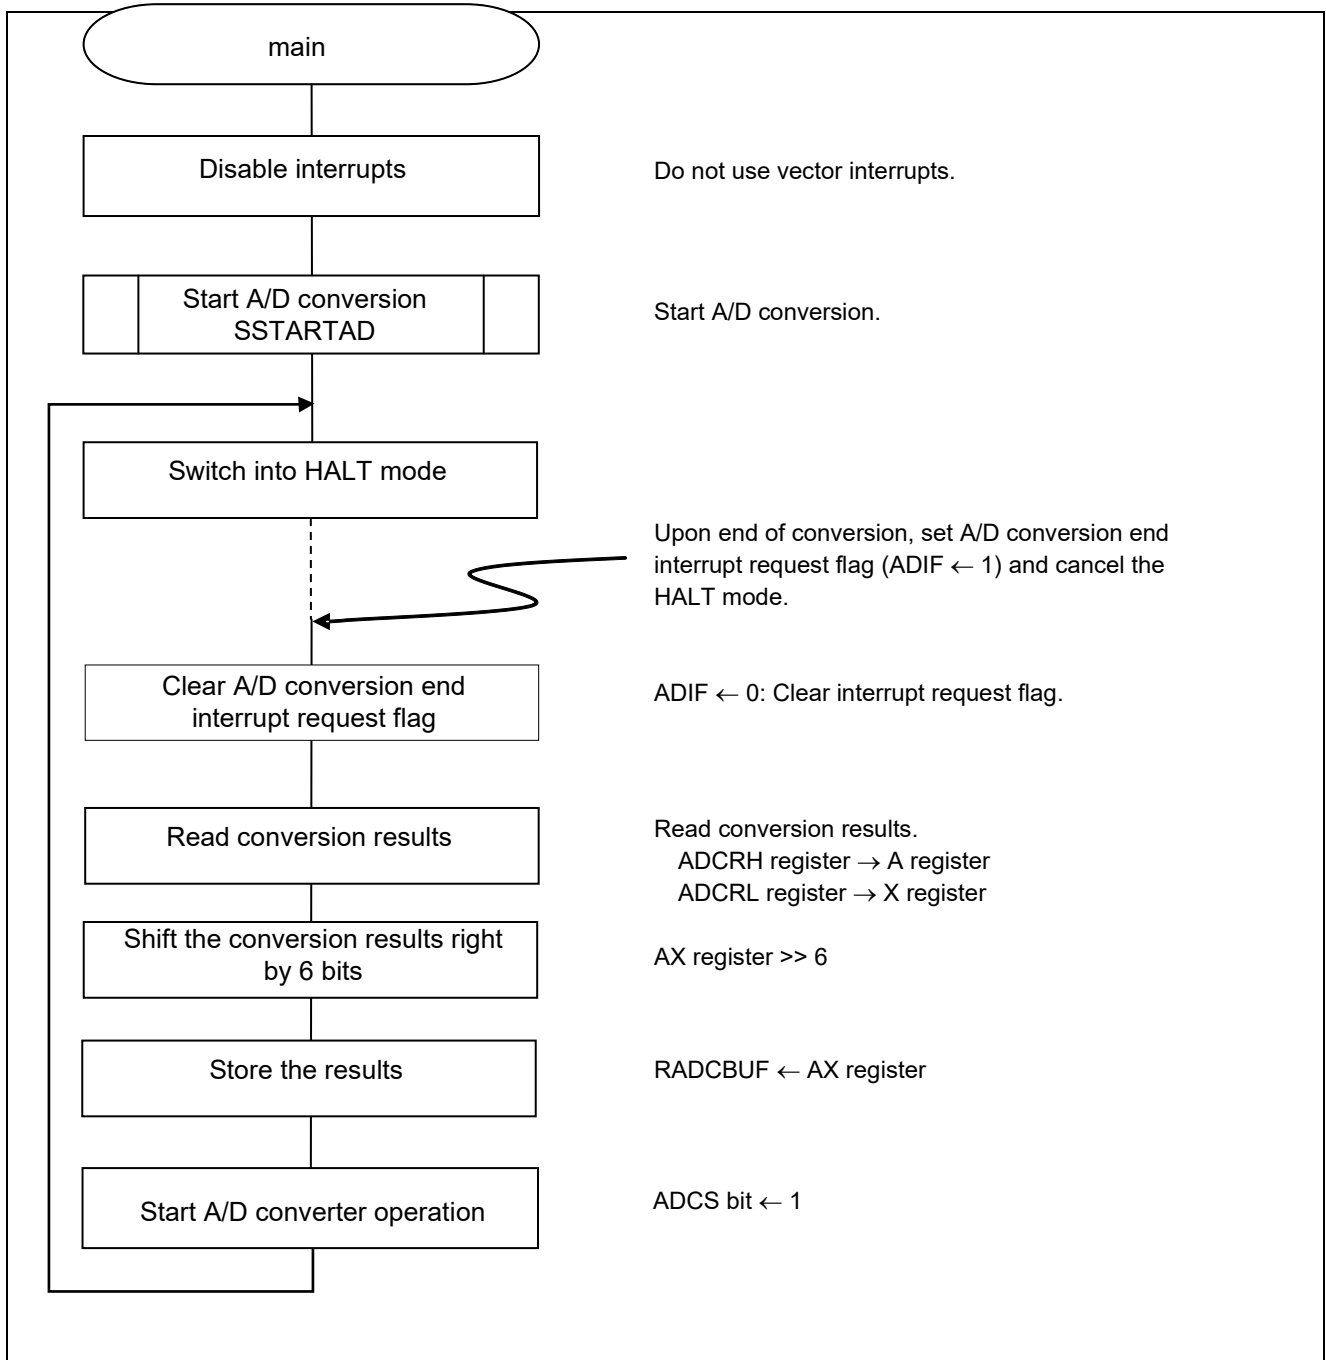 main
Disable interrupts
Do not use vector interrupts.
Start A/D conversion
SSTARTAD
Start A/D conversion.
Switch into HALT mode
Upon end of conversion, set A/D conversion end
interrupt request flag (ADIF ← 1) and cancel the
HALT mode.
Clear A/D conversion end
interrupt request flag
ADIF ← 0: Clear interrupt request flag.
Read conversion results
Read conversion results.
ADCRH register → A register
ADCRL register → X register
Shift the conversion results right
by 6 bits
AX register >> 6
Store the results
RADCBUF ← AX register
Start A/D converter operation
ADCS bit ← 1